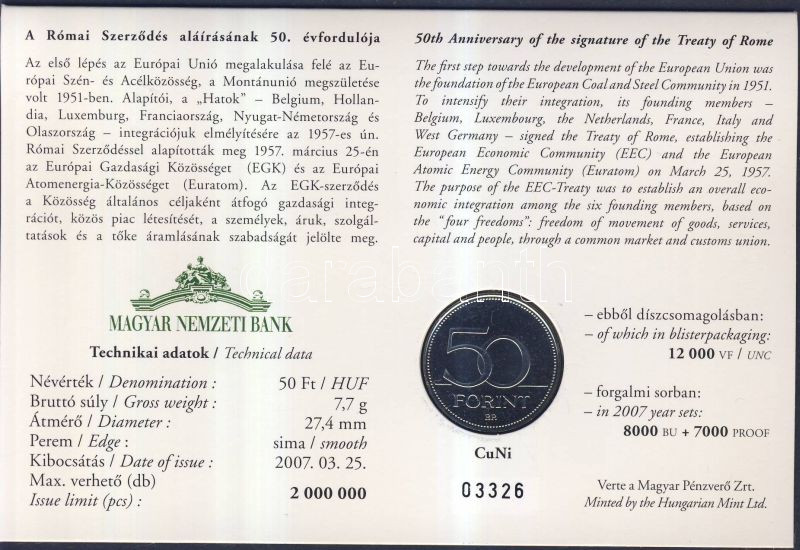 A Római Szerződés aláírásának 50. évfordulója
Az első lépés az Európai Unió megalakulása felé az Eu-
rópai Szén- és Acélközösség, a Montánunió megszületése
volt 1951-ben. Alapítói, a „Hatok” – Belgium, Hollan-
dia, Luxemburg, Franciaország, Nyugat-Németország és
Olaszország – integrációjuk elmélyítésére az 1957-es ún.
Római Szerződéssel alapították meg 1957. március 25-én
az Európai Gazdasági Közösséget (EGK) és az Európai
Atomenergia-Közösséget (Euratom). Az EGK-szerződés
a Közösség általános céljaként átfogó gazdasági integ-
rációt, közös piac létesítését, a személyek, áruk, szolgál-
tatások és a tőke áramlásának szabadságát jelölte meg.
50th Anniversary of the signature of the Treaty of Rome
The first step towards the development of the European Union was
the foundation of the European Coal and Steel Community in 1951.
To intensify their integration, its founding members –
Belgium, Luxembourg, the Netherlands, France, Italy and
West Germany – signed the Treaty of Rome, establishing the
European Economic Community (EEC) and the European
Atomic Energy Community (Euratom) on March 25, 1957.
The purpose of the EEC-Treaty was to establish an overall eco-
nomic integration among the six founding members, based on
the “four freedoms”: freedom of movement of goods, services,
capital and people, through a common market and customs union.
MAGYAR NEMZETI BANK
Technikai adatok / Technical data
Névérték / Denomination : 50 Ft / HUF
Bruttó súly / Gross weight : 7,7 g
Átmérő / Diameter : 27,4 mm
Perem / Edge : sima / smooth
Kibocsátás / Date of issue : 2007. 03. 25.
Max. verhető (db)
Issue limit (pcs) : 2 000 000
50
FORINT
BP.
CuNi
03326
– ebből díszcsomagolásban:
– of which in blisterpackaging:
12 000 VF / UNC
– forgalmi sorban:
– in 2007 year sets:
8000 BU + 7000 PROOF
Verte a Magyar Pénzverő Zrt.
Minted by the Hungarian Mint Ltd.